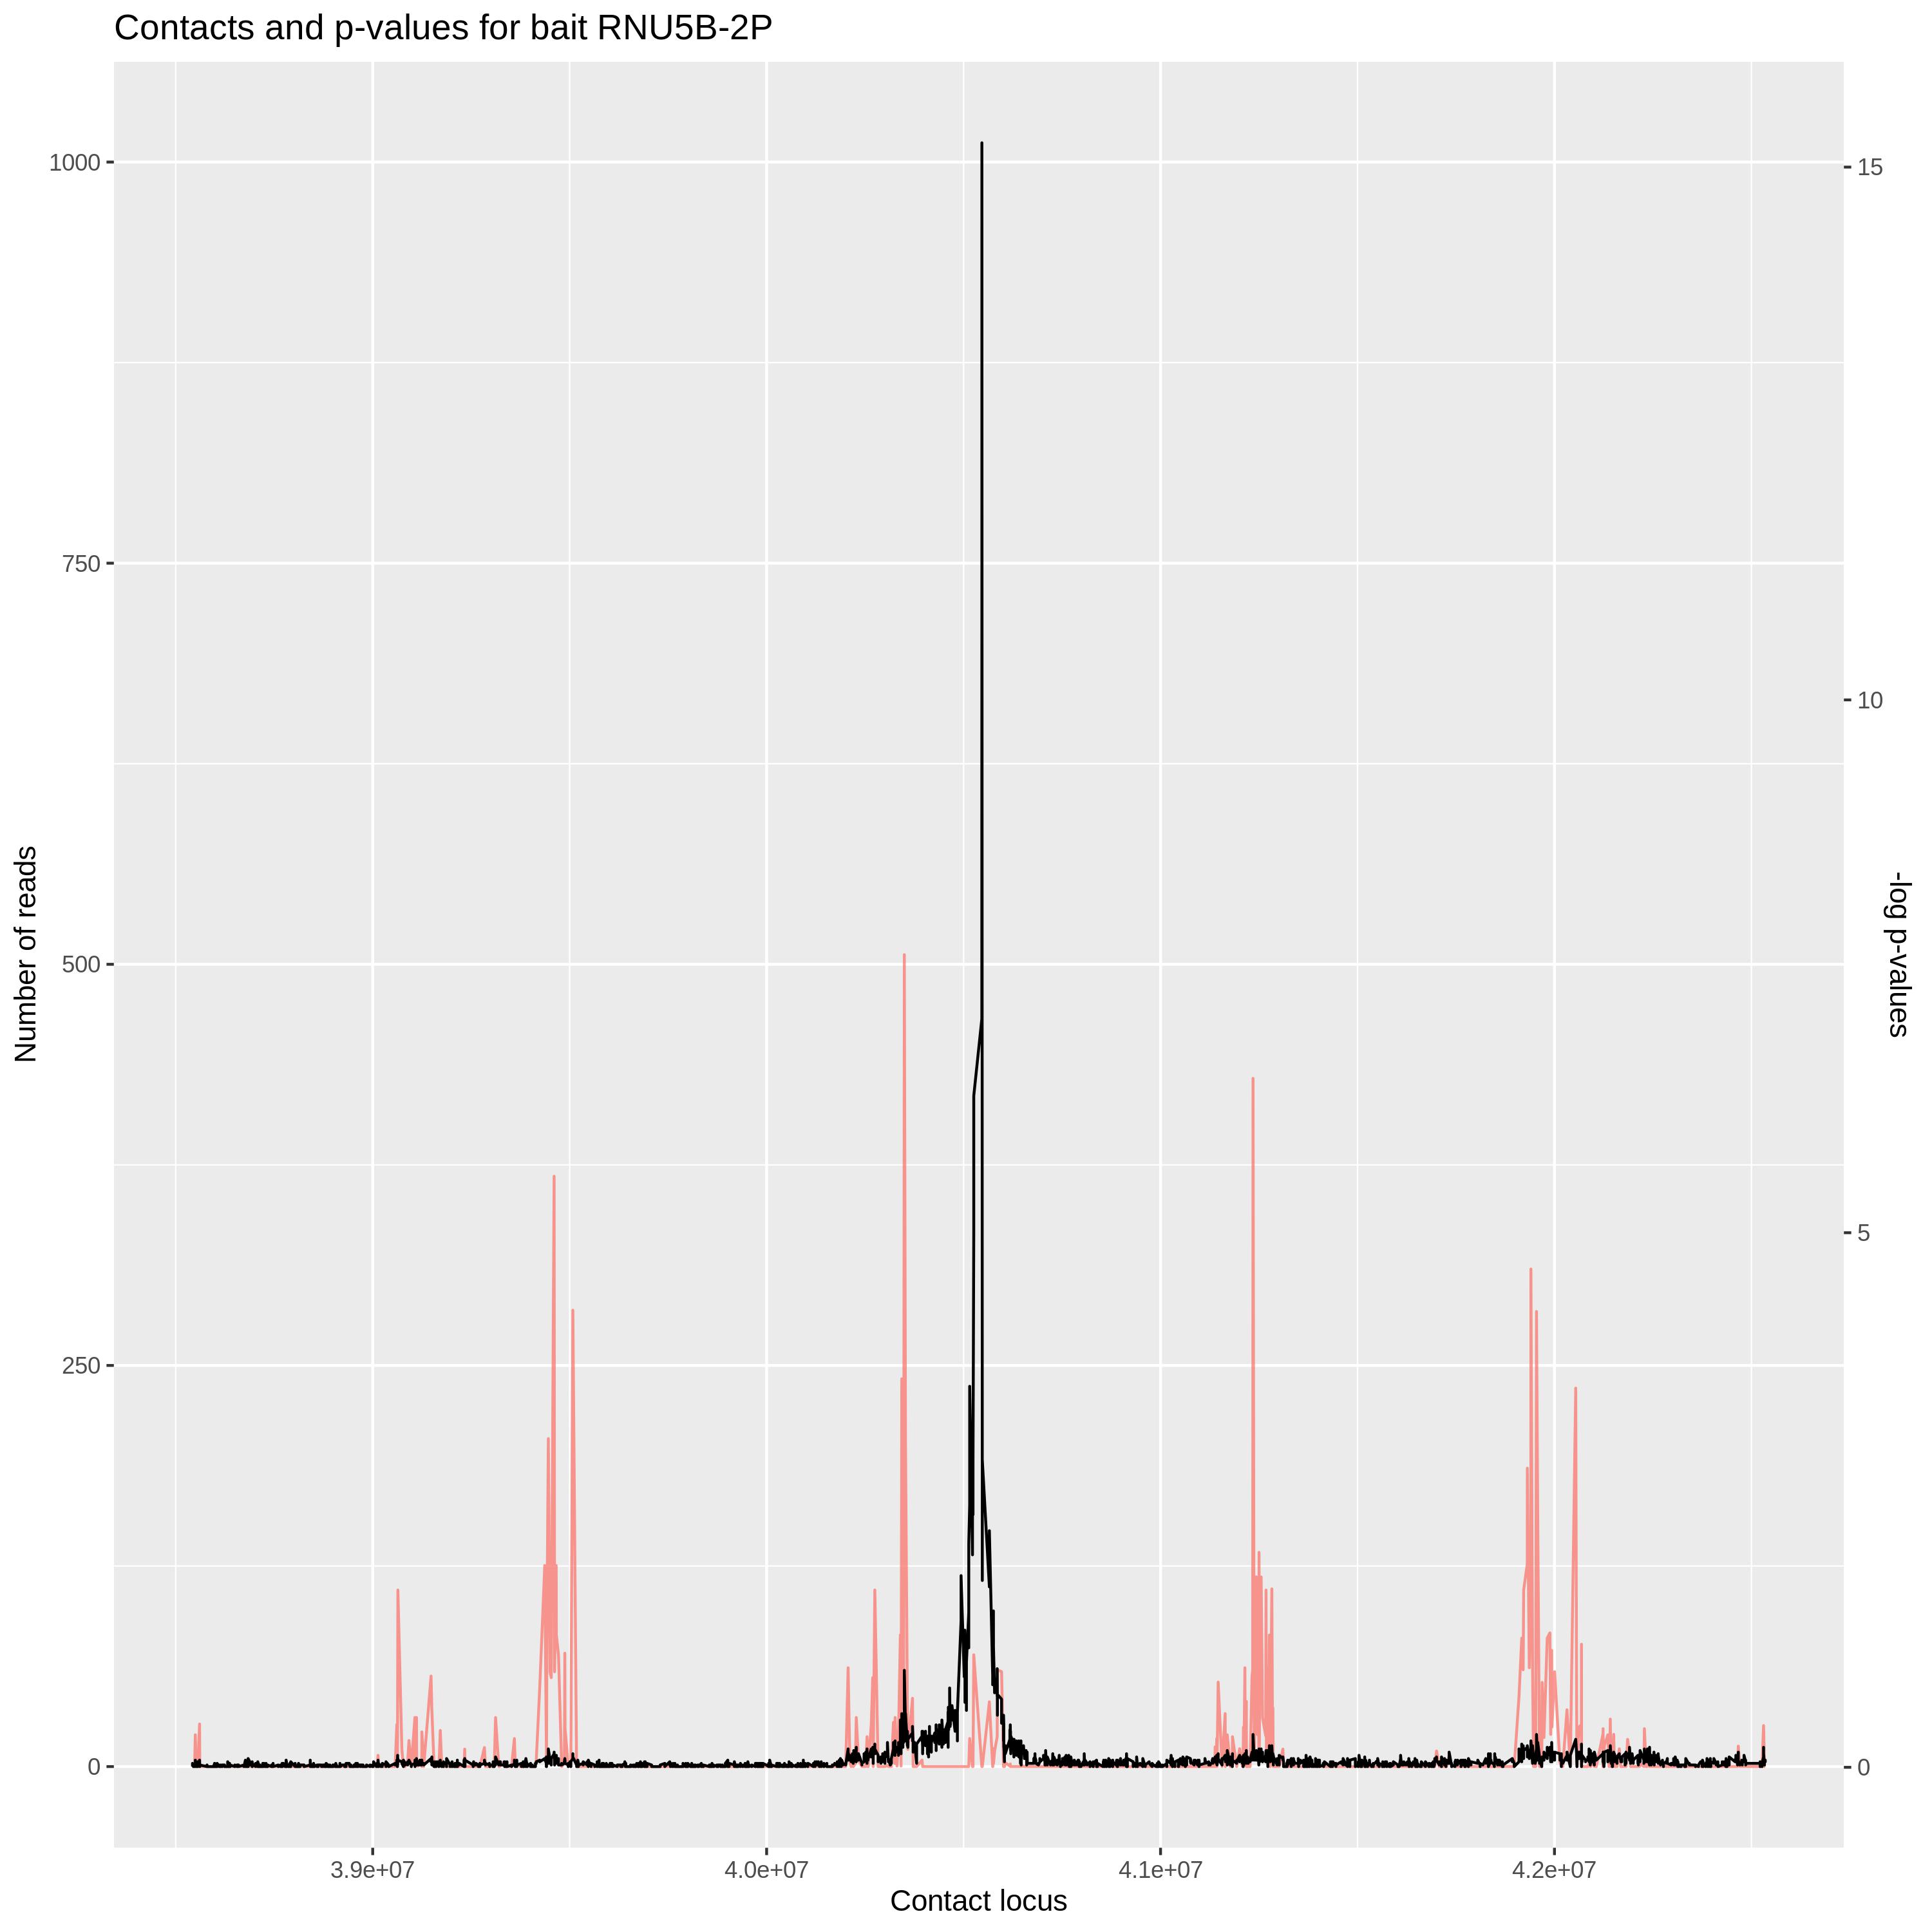 Contacts and p-values for bait RNU5B-2P
1000
750
500
250
0
Number of reads
15
10
5
0
-log p-values
3.9e+07
4.0e+07
4.1e+07
4.2e+07
Contact locus